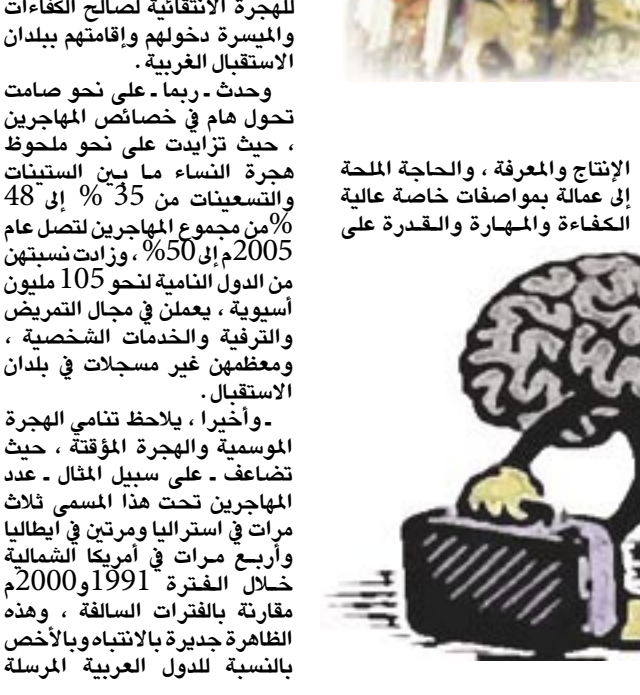 الإنتاج والمعرفة ، والحاجة الملحة
إلى عمالة بمواصفات خاصة عالية
الكفاءة والمهارة والقدرة على
للهجرة الانتقائية لصالح الكفاءات
والميسرة دخولهم وإقامتهم ببلدان
الاستقبال الغربية .
وحدث ـ ربما ـ على نحو صامت
تحول هام في خصائص المهاجرين
، حيث تزايدت على نحو ملحوظ
هجرة النساء ما بين الستينات
والتسعينات من 35 % إلى 48
%من مجموع المهاجرين لتصل عام
2005م إلى 50% ، وزادت نسبتهن
من الدول النامية لنحو 105 مليون
أسيوية ، يعملن في مجال التمريض
والترفية والخدمات الشخصية ،
ومعظمهن غير مسجلات في بلدان
الاستقبال .
ـ وأخيرا ، يلاحظ تنامي الهجرة
الموسمية والهجرة المؤقتة ، حيث
تضاعف ـ على سبيل المثال ـ عدد
المهاجرين تحت هذا المسمى ثلاث
مرات في استراليا ومرتين في ايطاليا
وأربع مرات في أمريكا الشمالية
خلال الفترة 1991و2000م
مقارنة بالفترات السالفة ، وهذه
الظاهرة جديرة بالانتباه وبالأخص
بالنسبة للدول العربية المرسلة